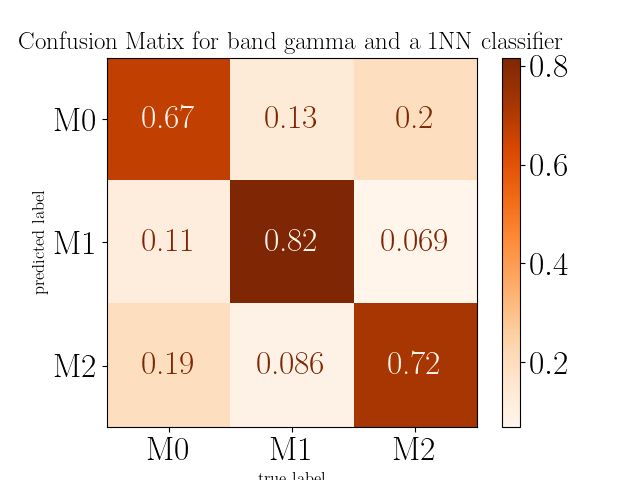 Confusion Matix for band gamma and a 1NN classifier
M0 0.67 0.13 0.2
M1 0.11 0.82 0.069
M2 0.19 0.086 0.72
M0 M1 M2
predicted label
true label
0.8
0.6
0.4
0.2